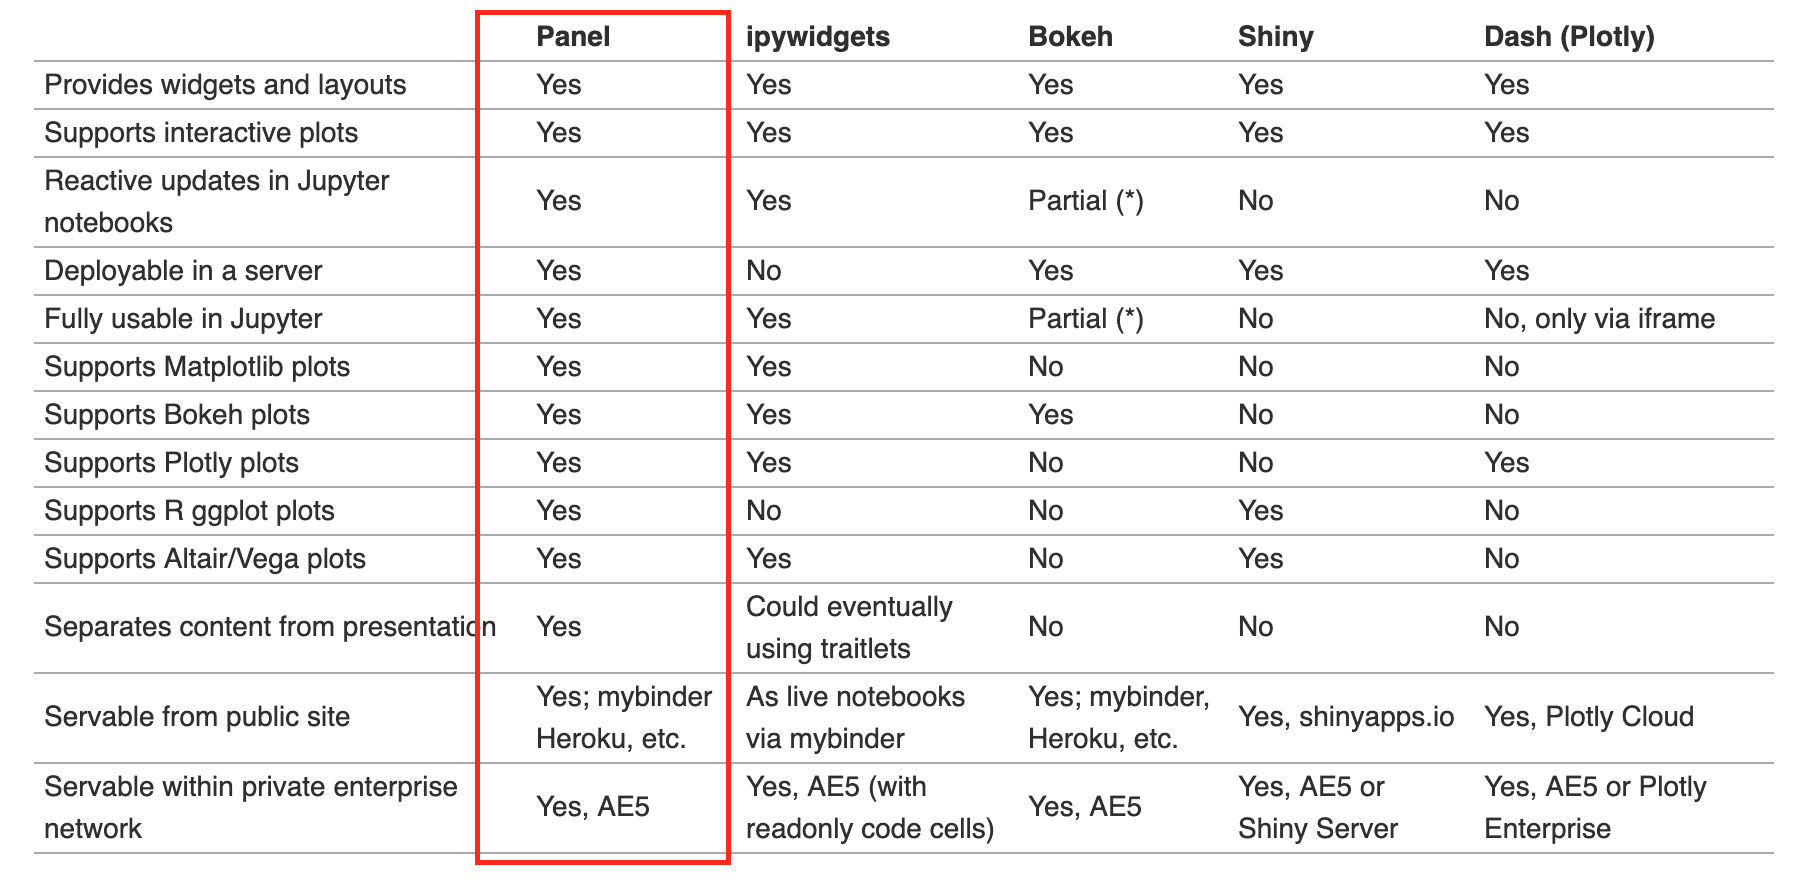 Panel ipywidgets Bokeh Shiny Dash (Plotly)
Provides widgets and layouts Yes Yes Yes Yes Yes
Supports interactive plots Yes Yes Yes Yes Yes
Reactive updates in Jupyter
notebooks Yes Yes Partial (*) No No
Deployable in a server Yes No Yes Yes Yes
Fully usable in Jupyter Yes Yes Partial (*) No No, only via iframe
Supports Matplotlib plots Yes Yes No No No
Supports Bokeh plots Yes Yes Yes No No
Supports Plotly plots Yes Yes No No Yes
Supports R ggplot plots Yes No No Yes No
Supports Altair/Vega plots Yes Yes No Yes No
Separates content from presentation Yes Could eventually
using traitlets No No No
Servable from public site Yes; mybinder
Heroku, etc. As live notebooks
via mybinder Yes; mybinder,
Heroku, etc. Yes, shinyapps.io Yes, Plotly Cloud
Servable within private enterprise
network Yes, AE5 Yes, AE5 (with
readonly code cells) Yes, AE5 Yes, AE5 or
Shiny Server Yes, AE5 or Plotly
Enterprise